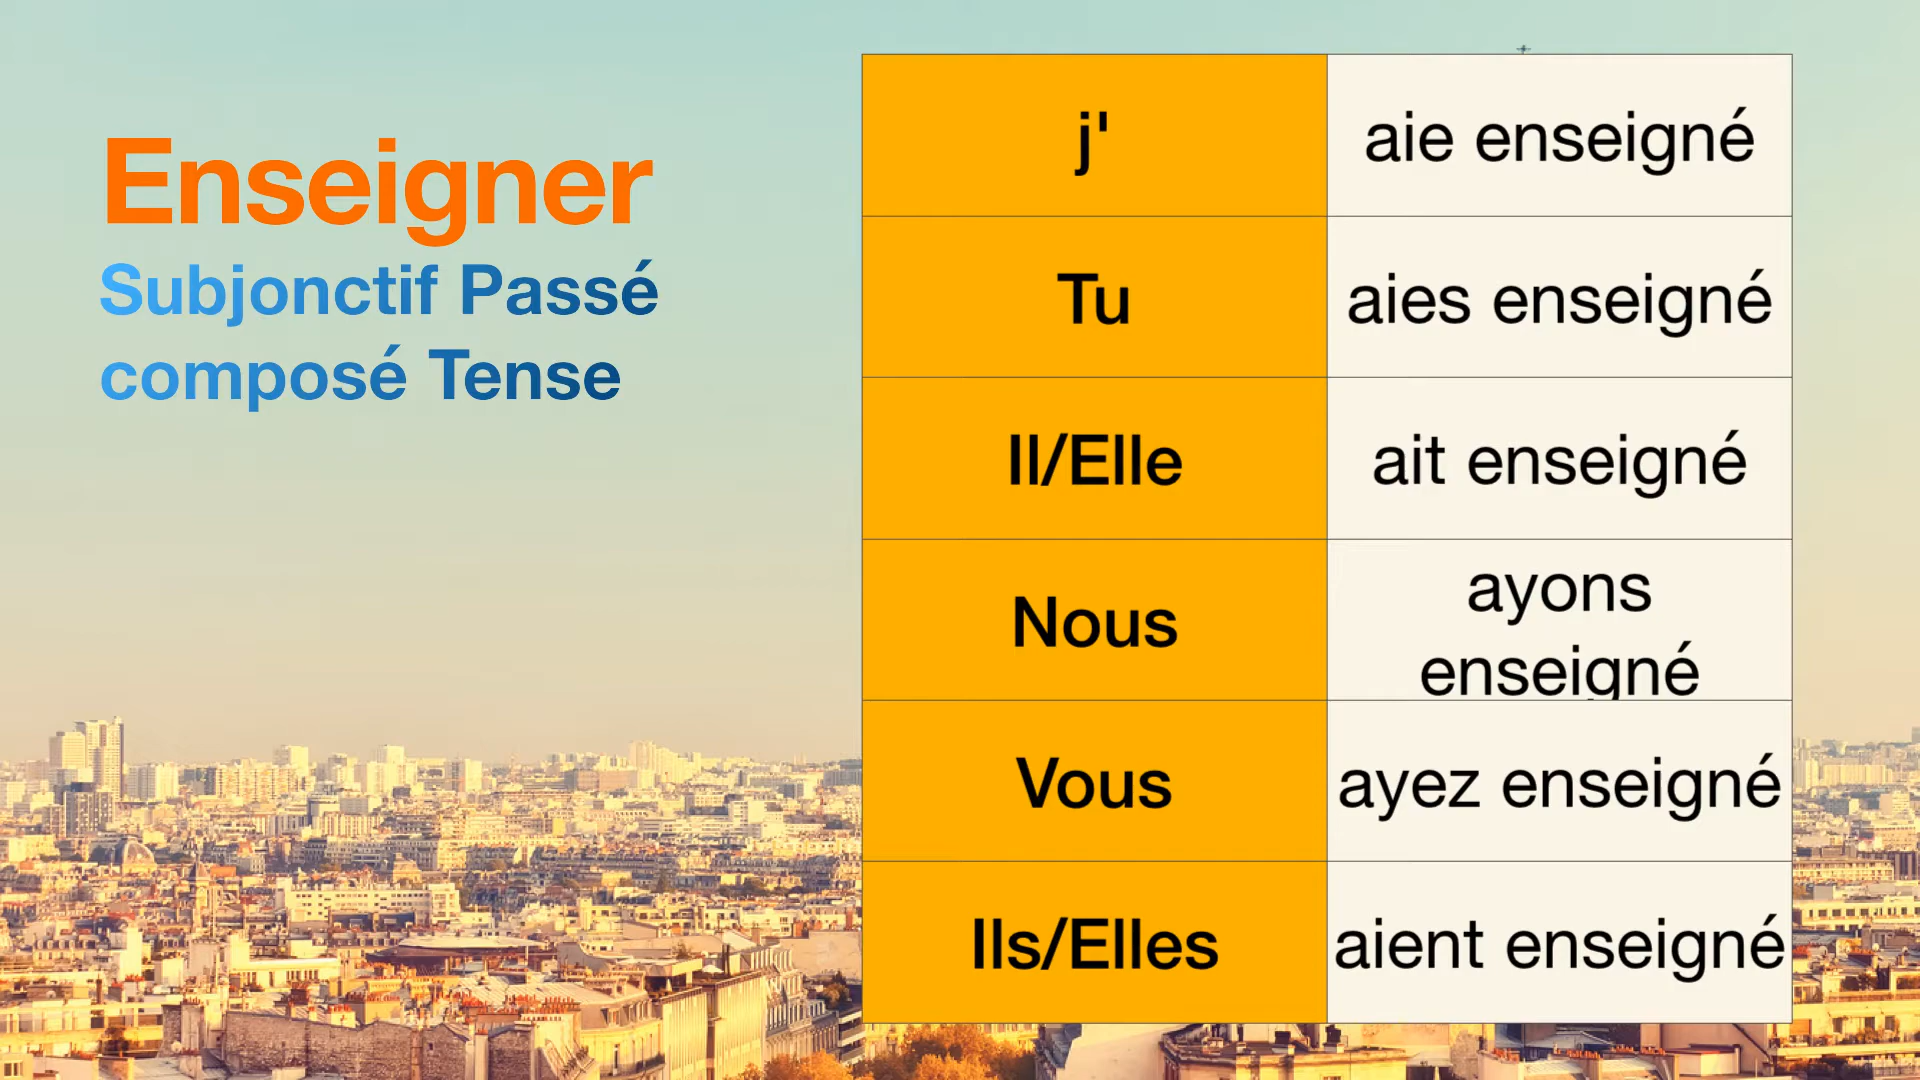 Enseigner
Subjonctif Passé
composé Tense
j' aie enseigné
Tu aies enseigné
Il/Elle ait enseigné
Nous ayons
enseigné
Vous ayez enseigné
Ils/Elles aient enseigné